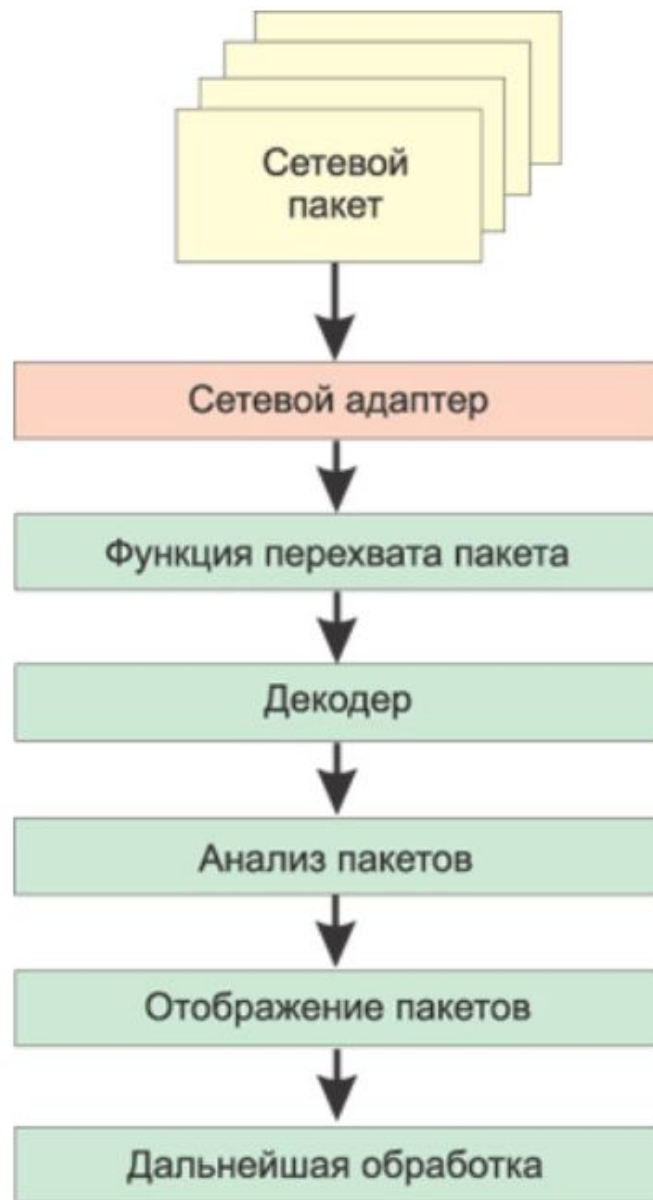 Сетевой
пакет
Сетевой адаптер
Функция перехвата пакета
Декодер
Анализ пакетов
Отображение пакетов
Дальнейшая обработка